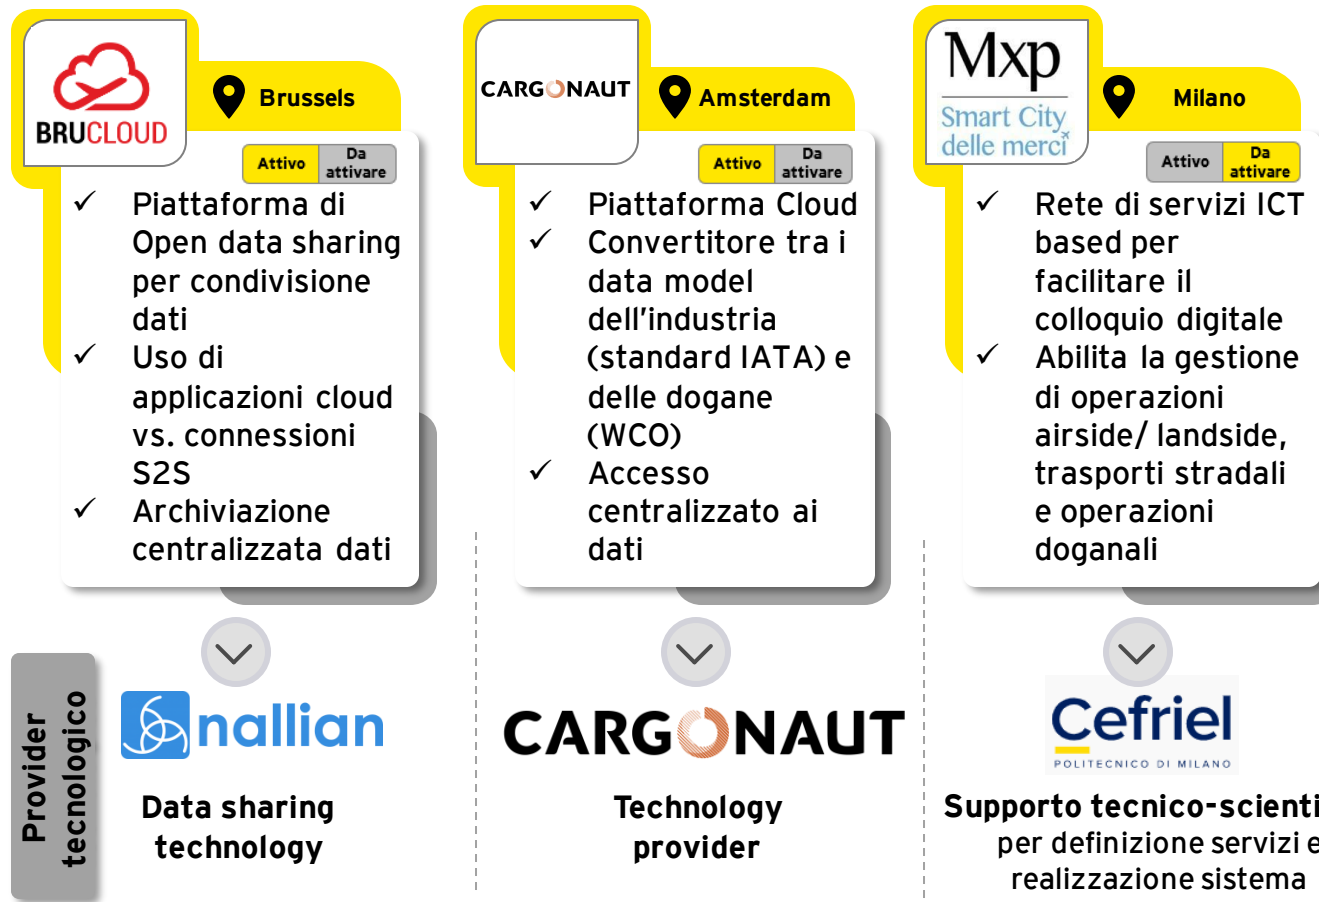 BRUCLOUD
Brussels
Attivo
Da
attivare
✓ Piattaforma di
Open data sharing
per condivisione
dati
✓ Uso di
applicazioni cloud
vs. connessioni
S2S
✓ Archiviazione
centralizzata dati
CARGONAUT
Amsterdam
Attivo
Da
attivare
✓ Piattaforma Cloud
✓ Convertitore tra i
data model
dell'industria
(standard IATA) e
delle dogane
(WCO)
✓ Accesso
centralizzato ai
dati
Mxp
Smart City
delle merci
Milano
Attivo
Da
attivare
✓ Rete di servizi ICT
based per
facilitare il
colloquio digitale
✓ Abilita la gestione
di operazioni
airside/ landside,
trasporti stradali
e operazioni
doganali
Provider
tecnologico
nallian
Data sharing
technology
CARGONAUT
Technology
provider
Cefriel
POLITECNICO DI MILANO
Supporto tecnico-scienti
per definizione servizi e
realizzazione sistema